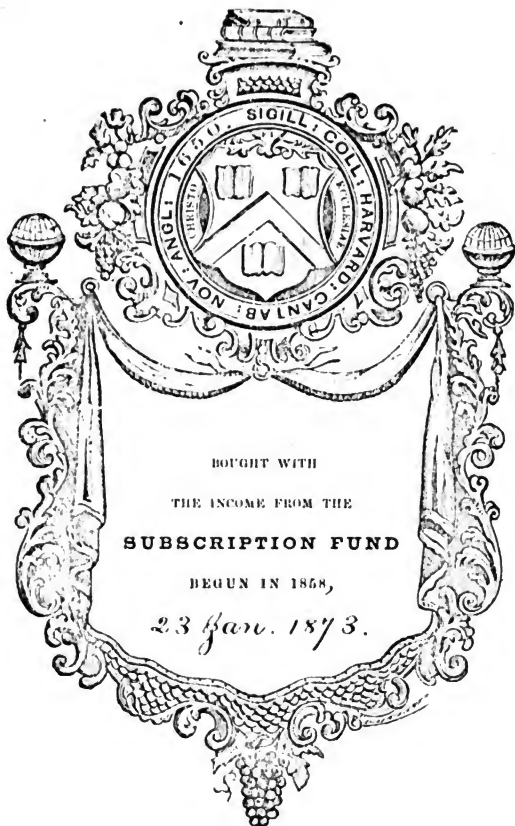 SIGILL: COLL: HARVARD: CANTAB: NOV: ANGL: 1650.
CHRISTO
ECCLESIAE
BOUGHT WITH
THE INCOME FROM THE
SUBSCRIPTION FUND
BEGUN IN 1858,
23 Jan. 1873.